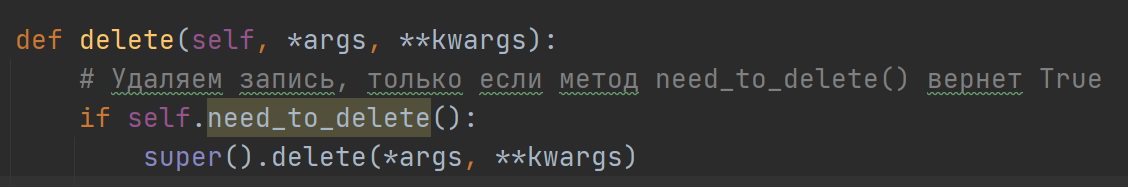 def delete(self, *args, **kwargs):
# Удаляем запись, только если метод need_to_delete() вернет True
if self.need_to_delete():
super().delete(*args, **kwargs)